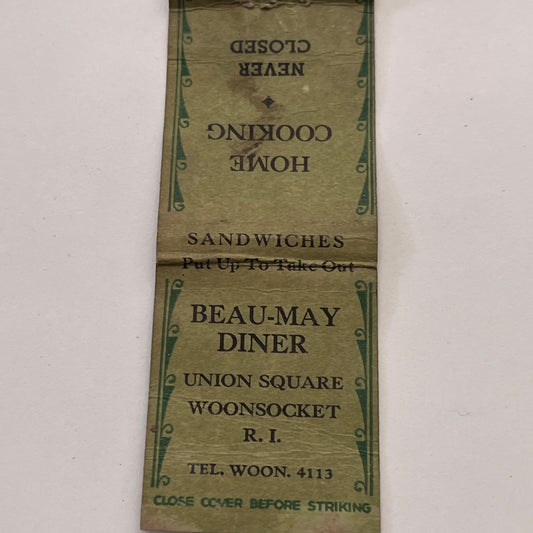 HOME
COOKING
NEVER
CLOSED
SANDWICHES
Put Up To Take Out
BEAU-MAY
DINER
UNION SQUARE
WOONSOCKET
R. I.
TEL. WOON. 4113
CLOSE COVER BEFORE STRIKING